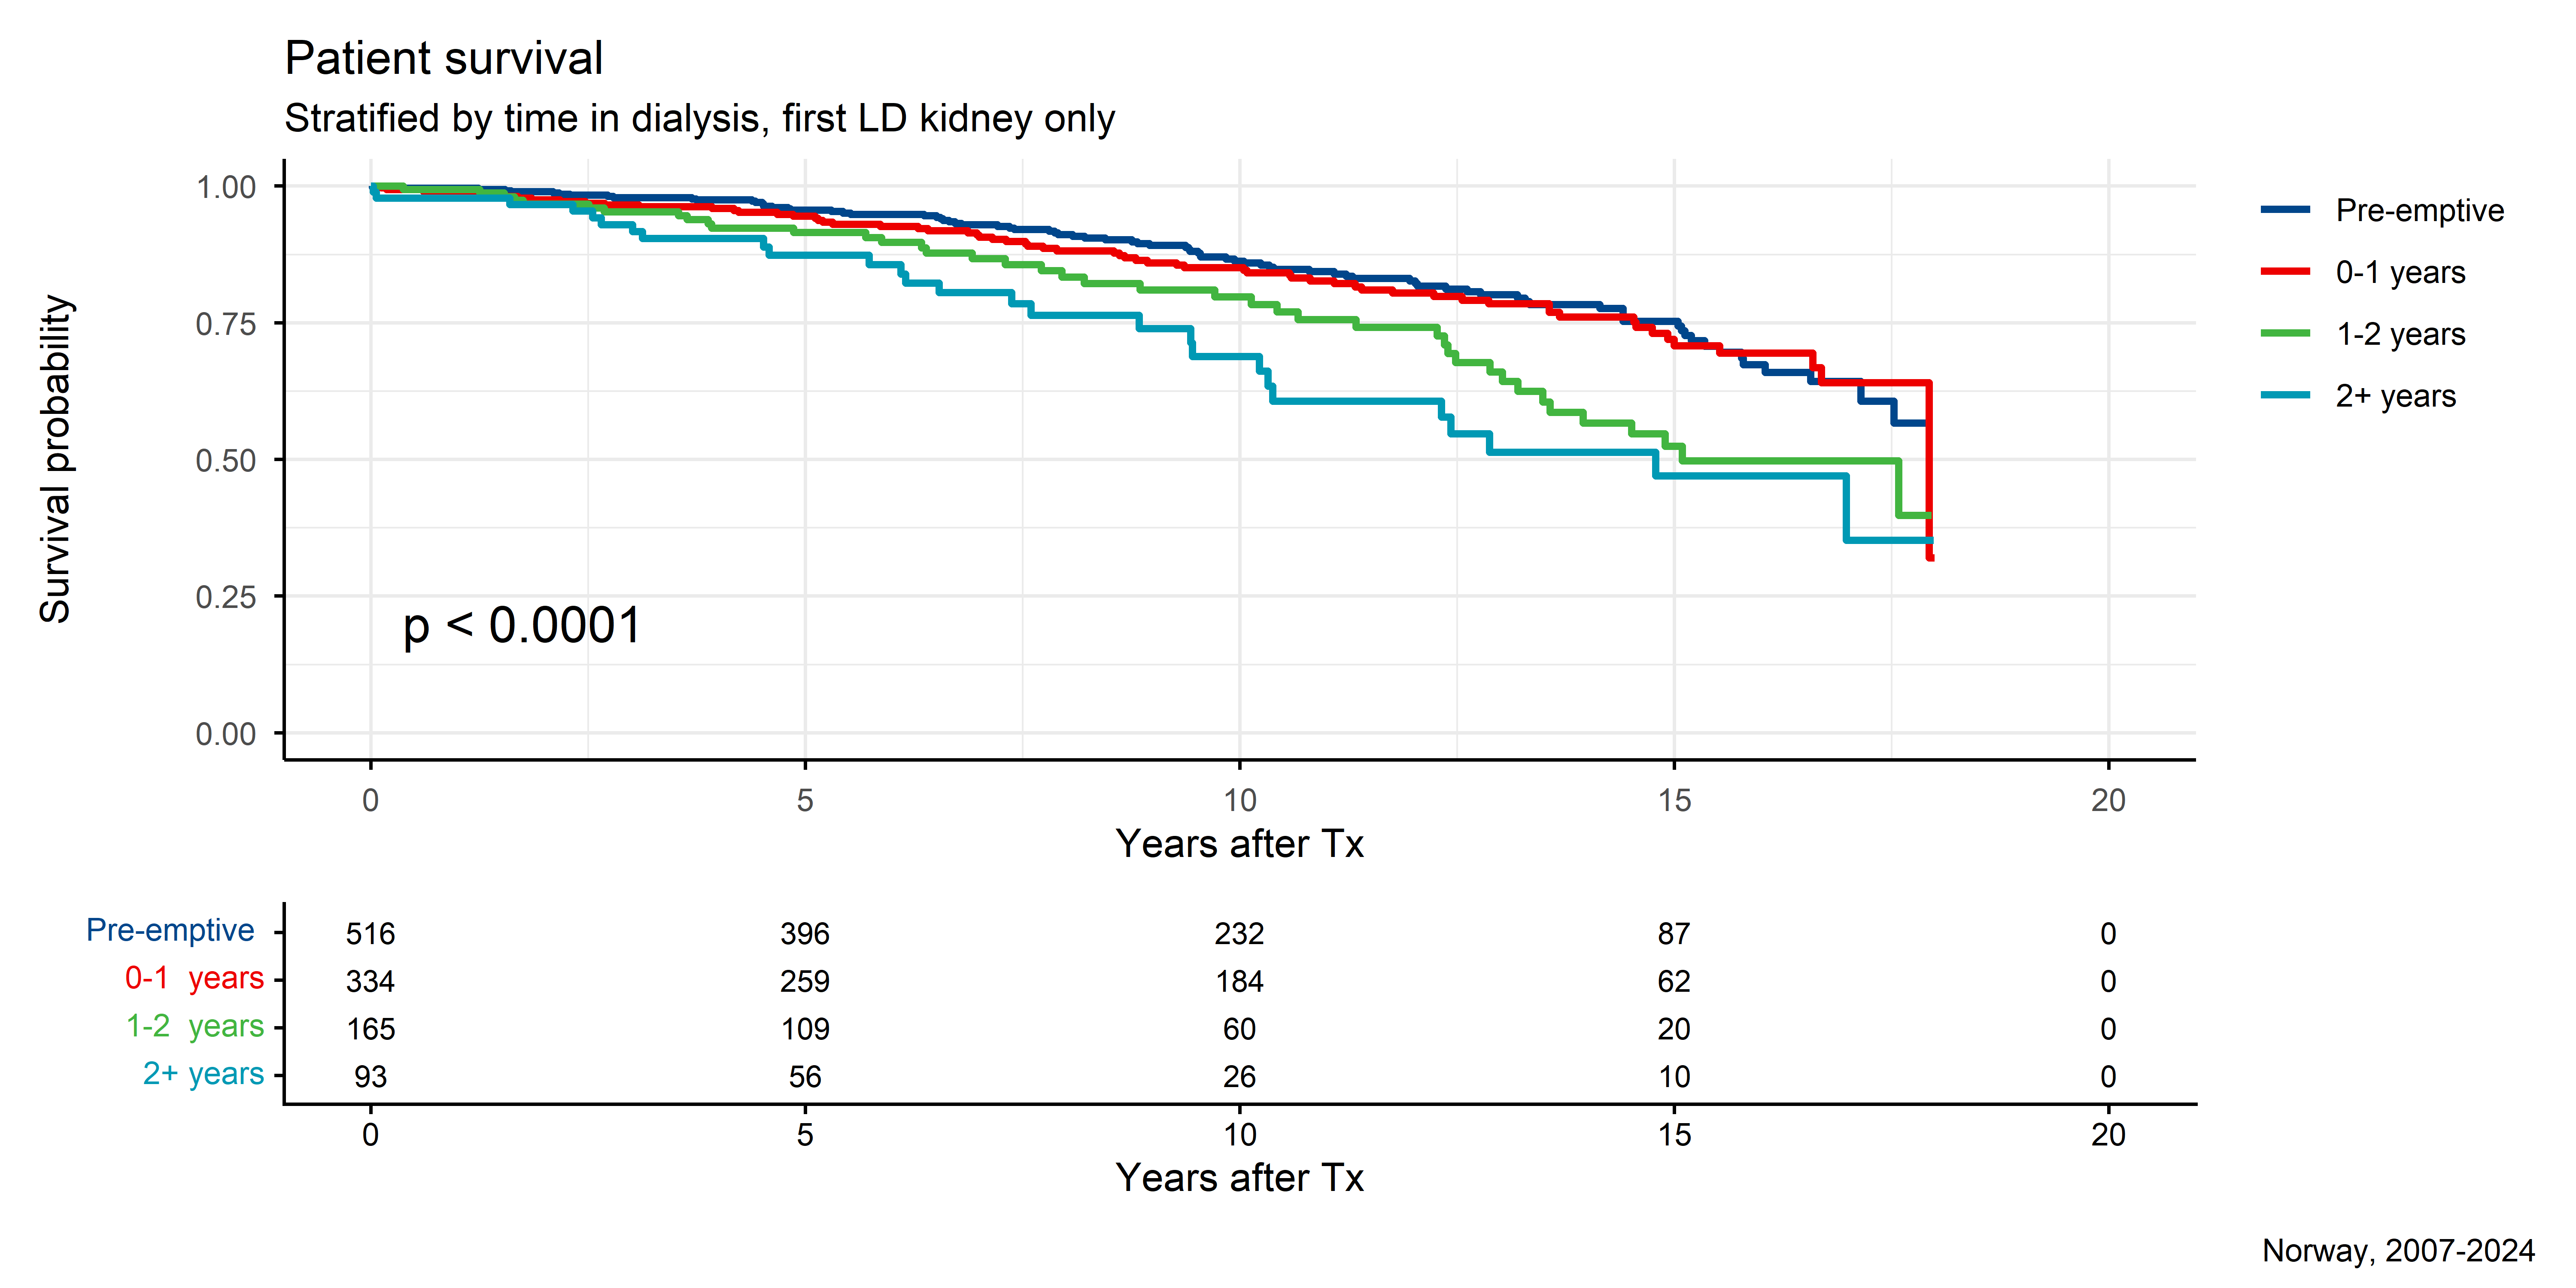 Patient survival
Stratified by time in dialysis, first LD kidney only
Survival probability
1.00
0.75
0.50
0.25
0.00
p < 0.0001
0 5 10 15 20
Years after Tx
Pre-emptive
0-1 years
1-2 years
2+ years
Pre-emptive 516 396 232 87 0
0-1 years 334 259 184 62 0
1-2 years 165 109 60 20 0
2+ years 93 56 26 10 0
0 5 10 15 20
Years after Tx
Norway, 2007-2024